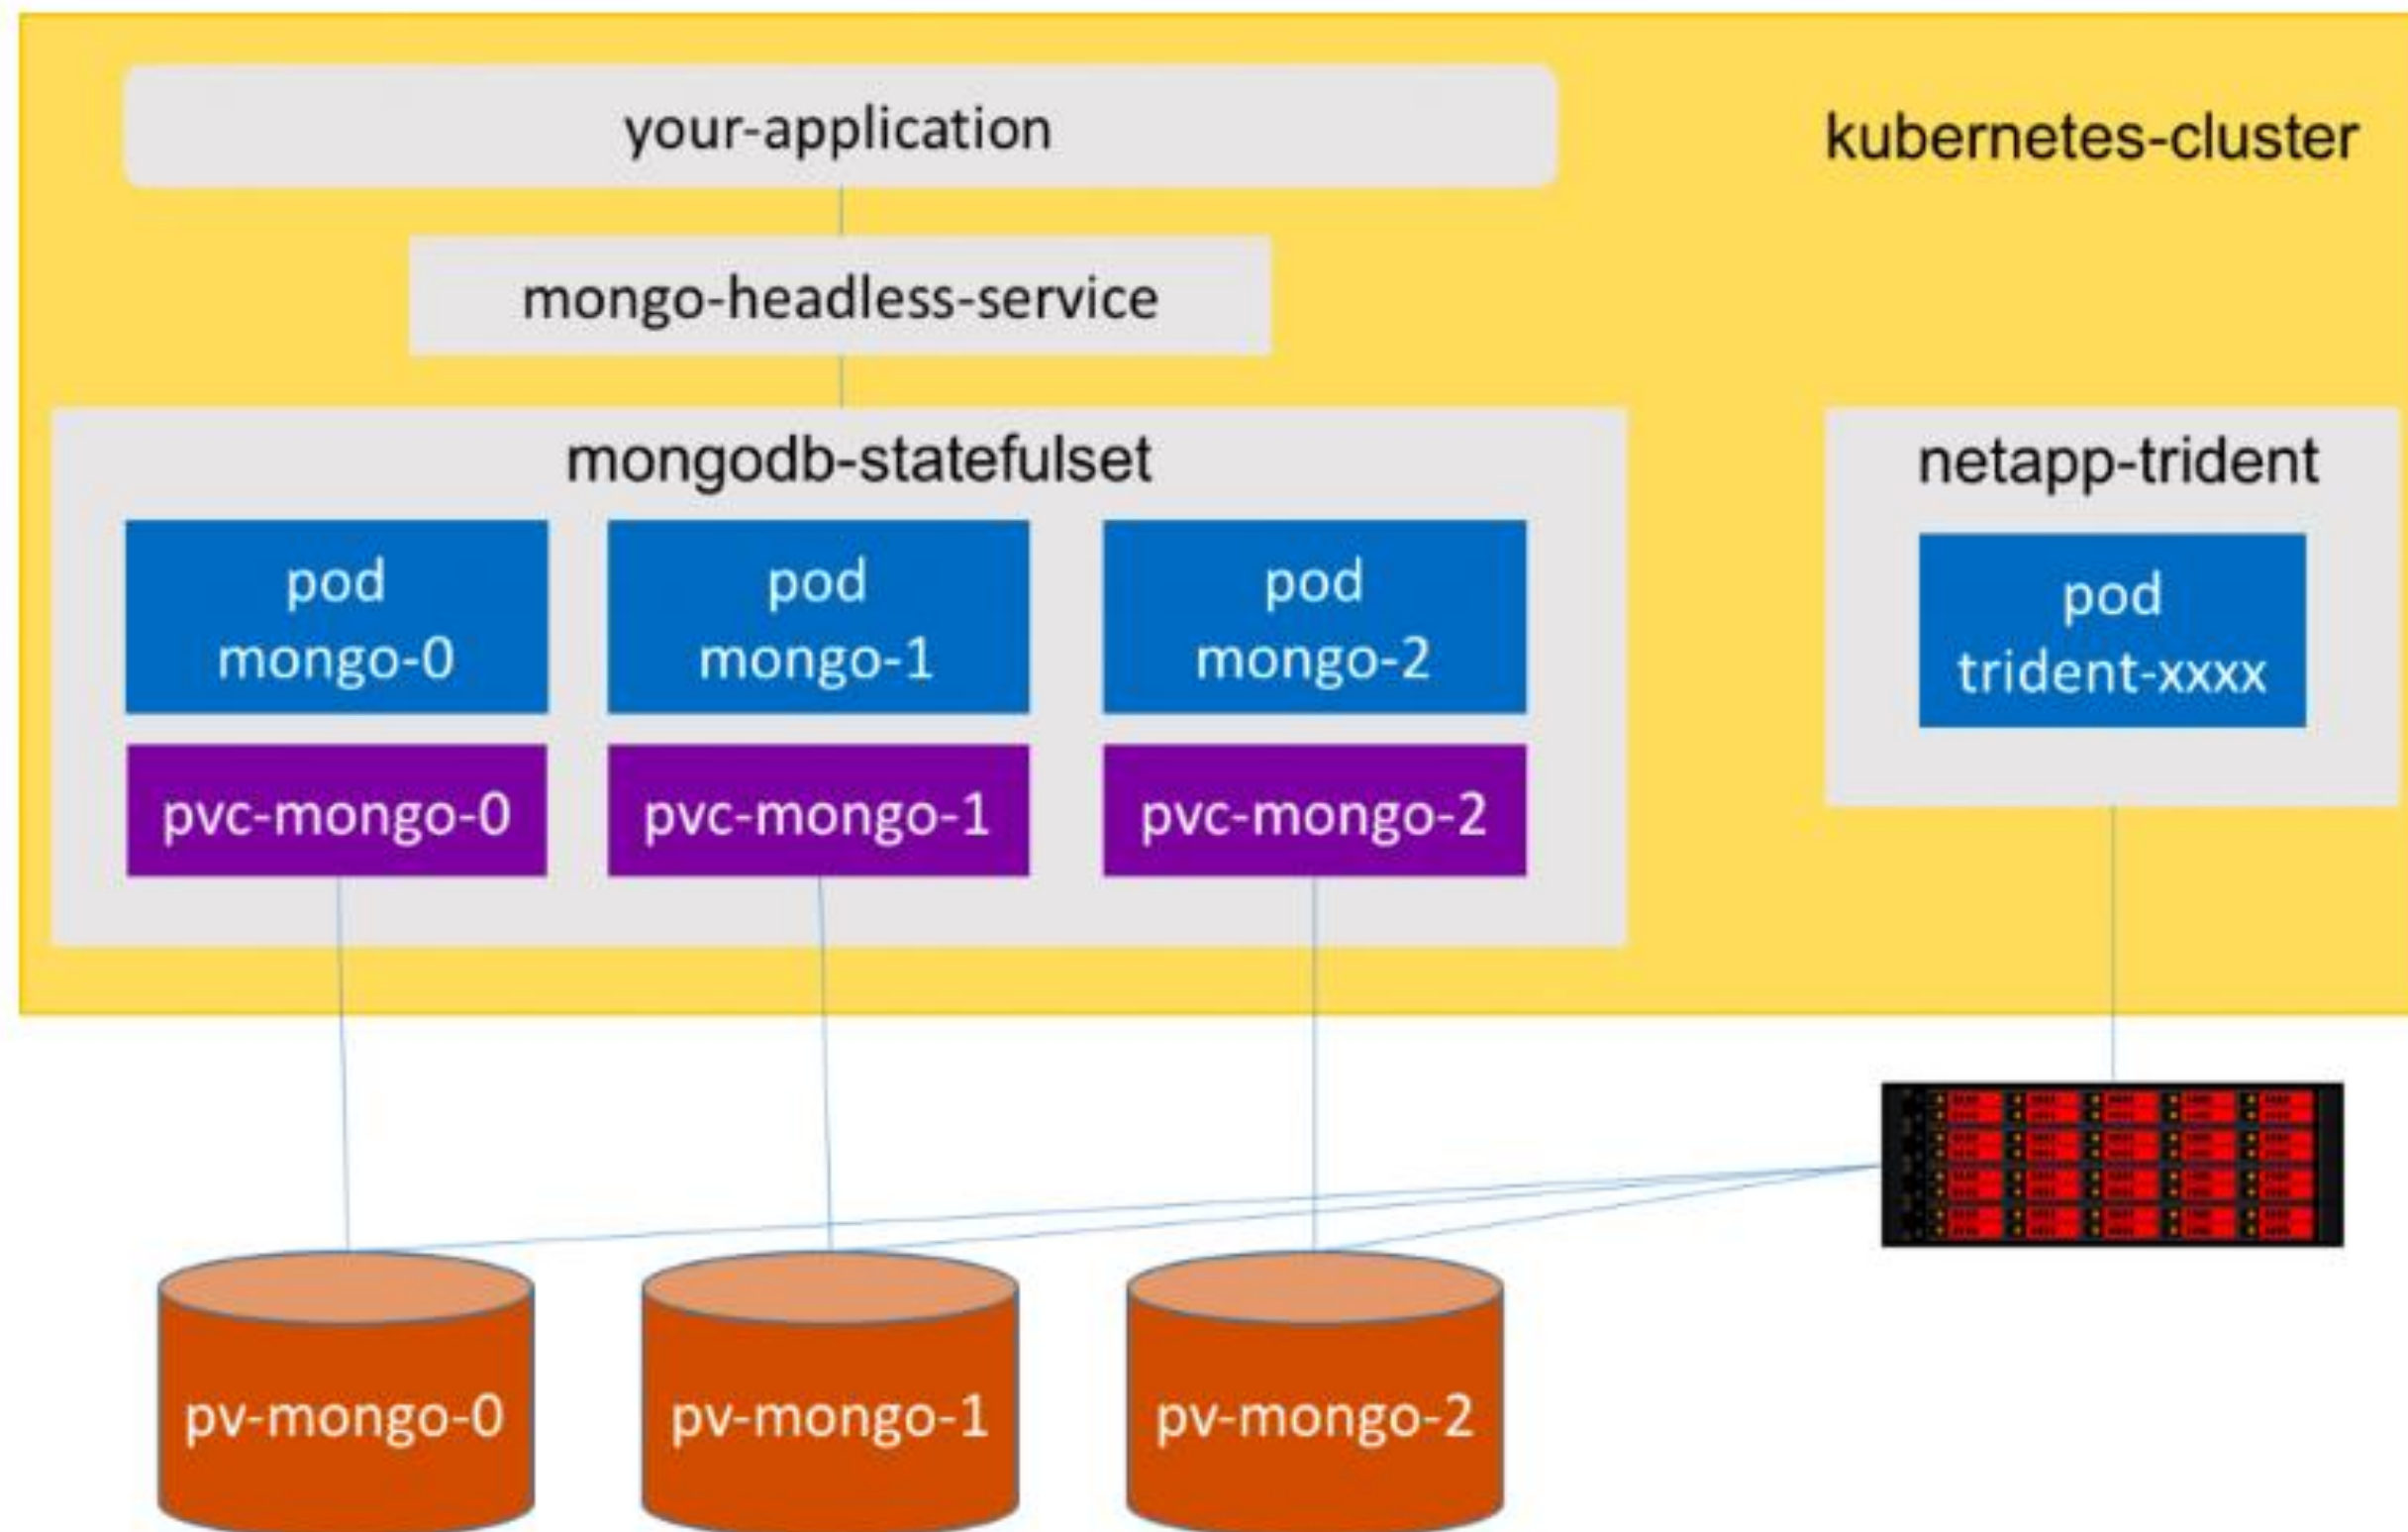 your-application
kubernetes-cluster
mongo-headless-service
mongodb-statefulset
netapp-trident
pod
mongo-0
pod
mongo-1
pod
mongo-2
pod
trident-xxxx
pvc-mongo-0
pvc-mongo-1
pvc-mongo-2
pv-mongo-0
pv-mongo-1
pv-mongo-2